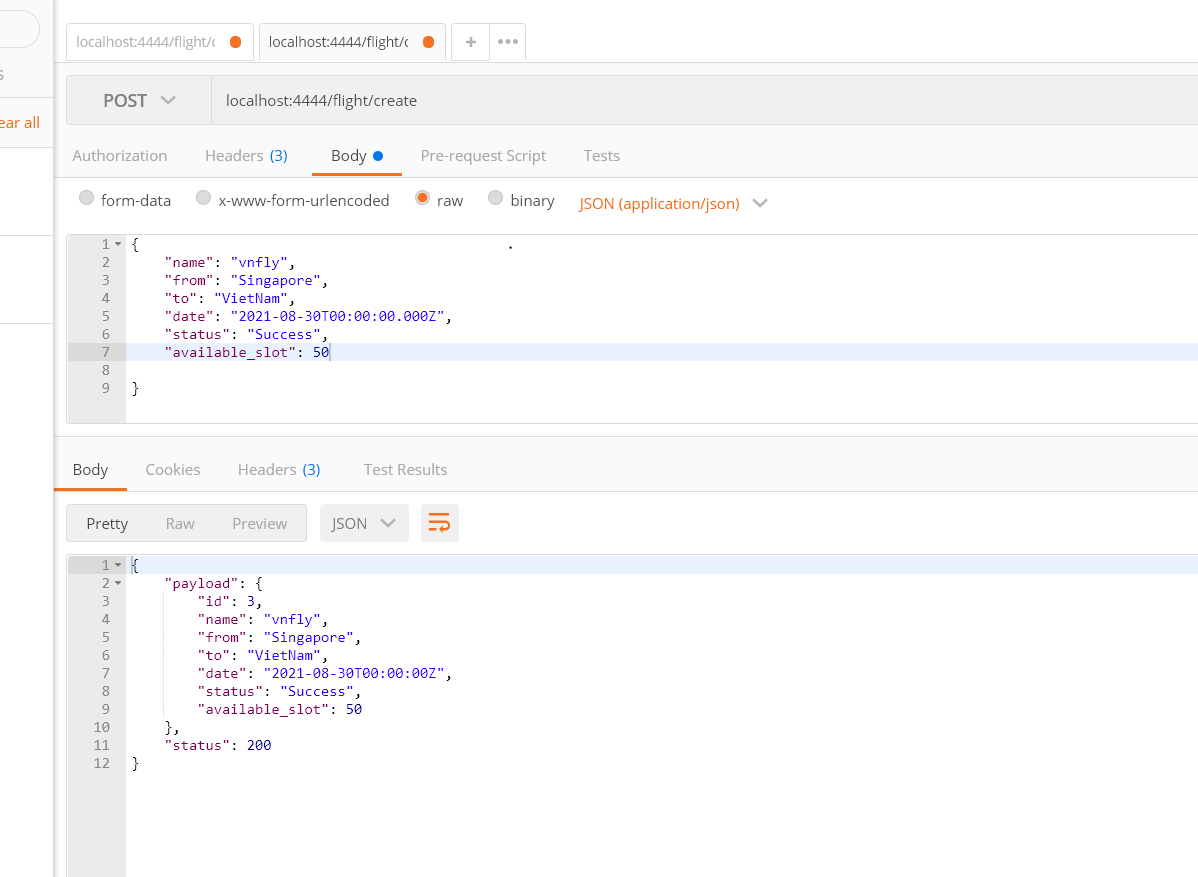 localhost:4444/flight/c localhost:4444/flight/c + •••
s
POST localhost:4444/flight/create
ear all
Authorization Headers (3) Body Pre-request Script Tests
form-data x-www-form-urlencoded raw binary JSON (application/json)
1 { .
2 "name": "vnfly",
3 "from": "Singapore",
4 "to": "VietNam",
5 "date": "2021-08-30T00:00:00.000Z",
6 "status": "Success",
7 "available_slot": 50
8
9 }
Body Cookies Headers (3) Test Results
Pretty Raw Preview JSON
1 {
2 "payload": {
3 "id": 3,
4 "name": "vnfly",
5 "from": "Singapore",
6 "to": "VietNam",
7 "date": "2021-08-30T00:00:00Z",
8 "status": "Success",
9 "available_slot": 50
10 },
11 "status": 200
12 }